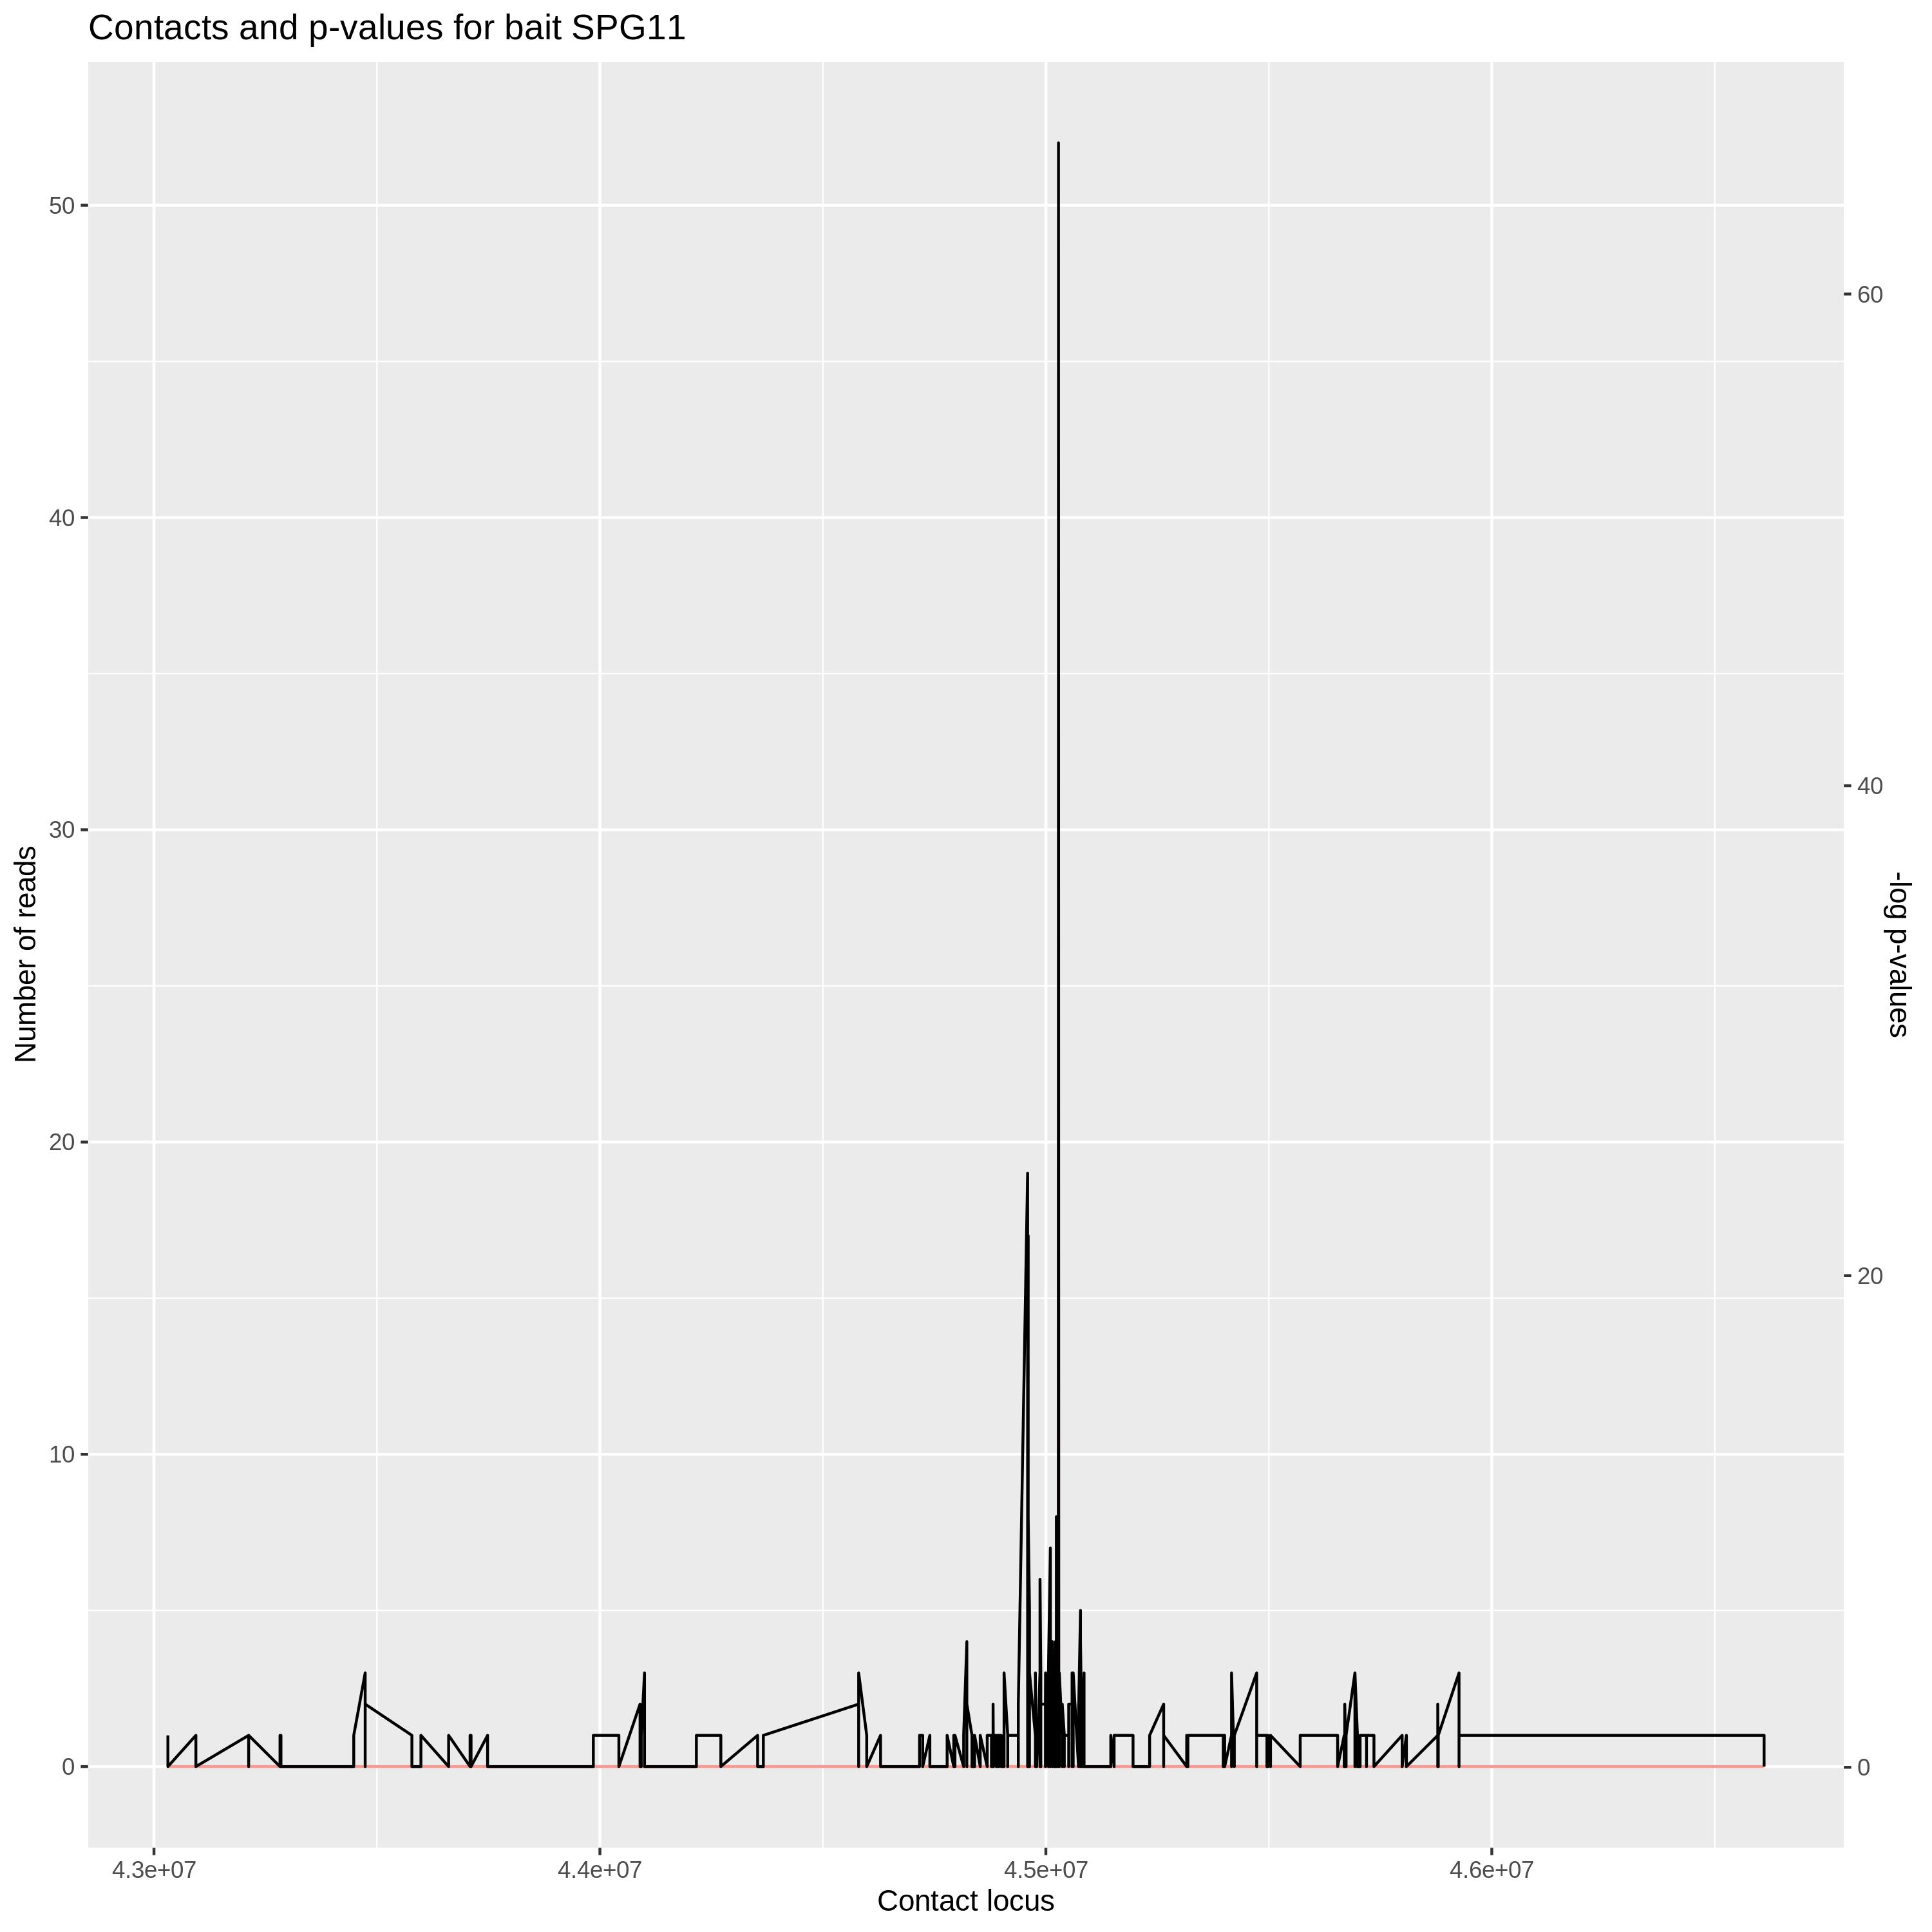 Contacts and p-values for bait SPG11
50
40
30
20
10
0
Number of reads
60
40
20
0
-log p-values
4.3e+07
4.4e+07
4.5e+07
4.6e+07
Contact locus